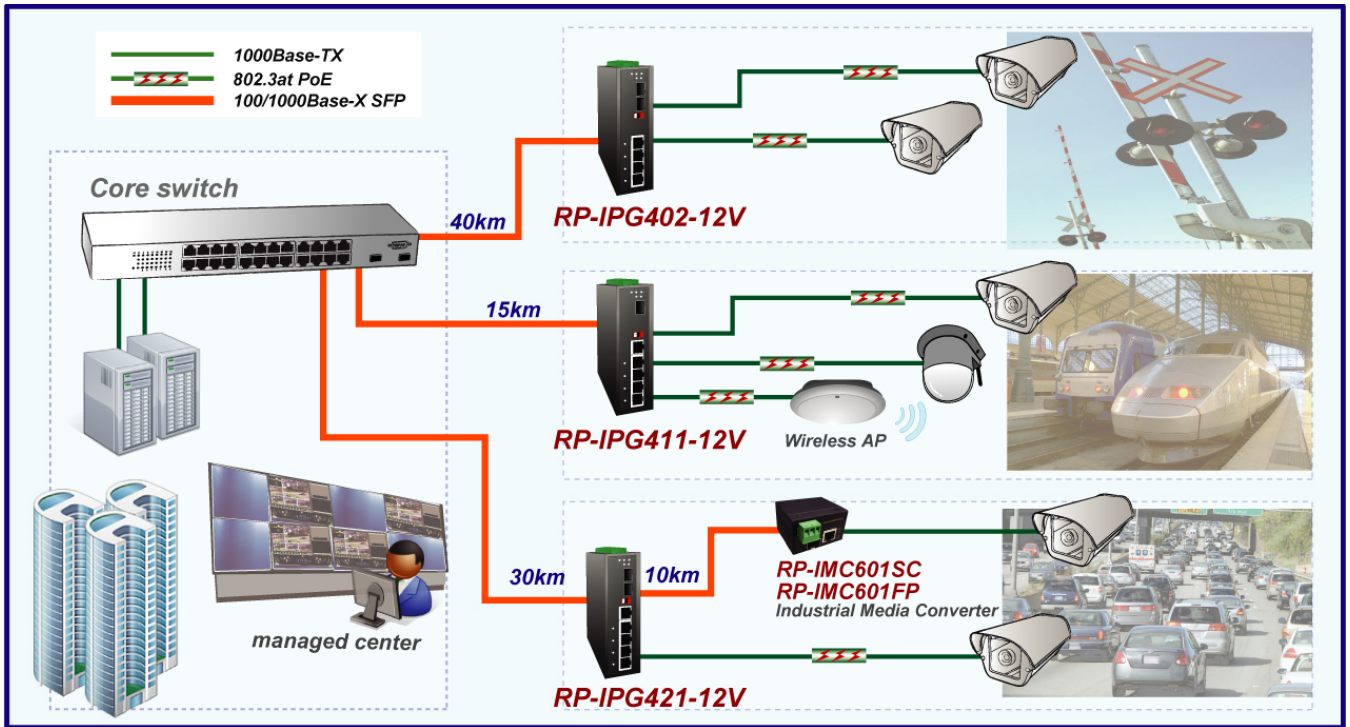 1000Base-TX
802.3at PoE
100/1000Base-X SFP
Core switch
40km
RP-IPG402-12V
15km
RP-IPG411-12V
Wireless AP
30km
10km
RP-IMC601SC
RP-IMC601FP
Industrial Media Converter
managed center
RP-IPG421-12V